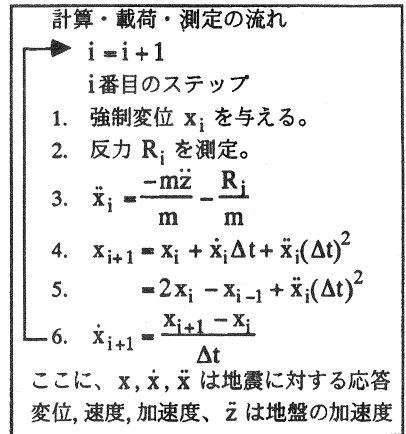 計算・載荷・測定の流れ
i = i + 1
i番目のステップ
1. 強制変位 xᵢ を与える。
2. 反力 Rᵢ を測定。
3. ẍᵢ = −mz̈/m − Rᵢ/m
4. xᵢ₊₁ = xᵢ + ẋᵢΔt + ẍᵢ(Δt)²
5. = 2xᵢ − xᵢ₋₁ + ẍᵢ(Δt)²
6. ẋᵢ₊₁ = (xᵢ₊₁ − xᵢ)/Δt
ここに、x, ẋ, ẍ は地震に対する応答
変位, 速度, 加速度、z̈ は地盤の加速度